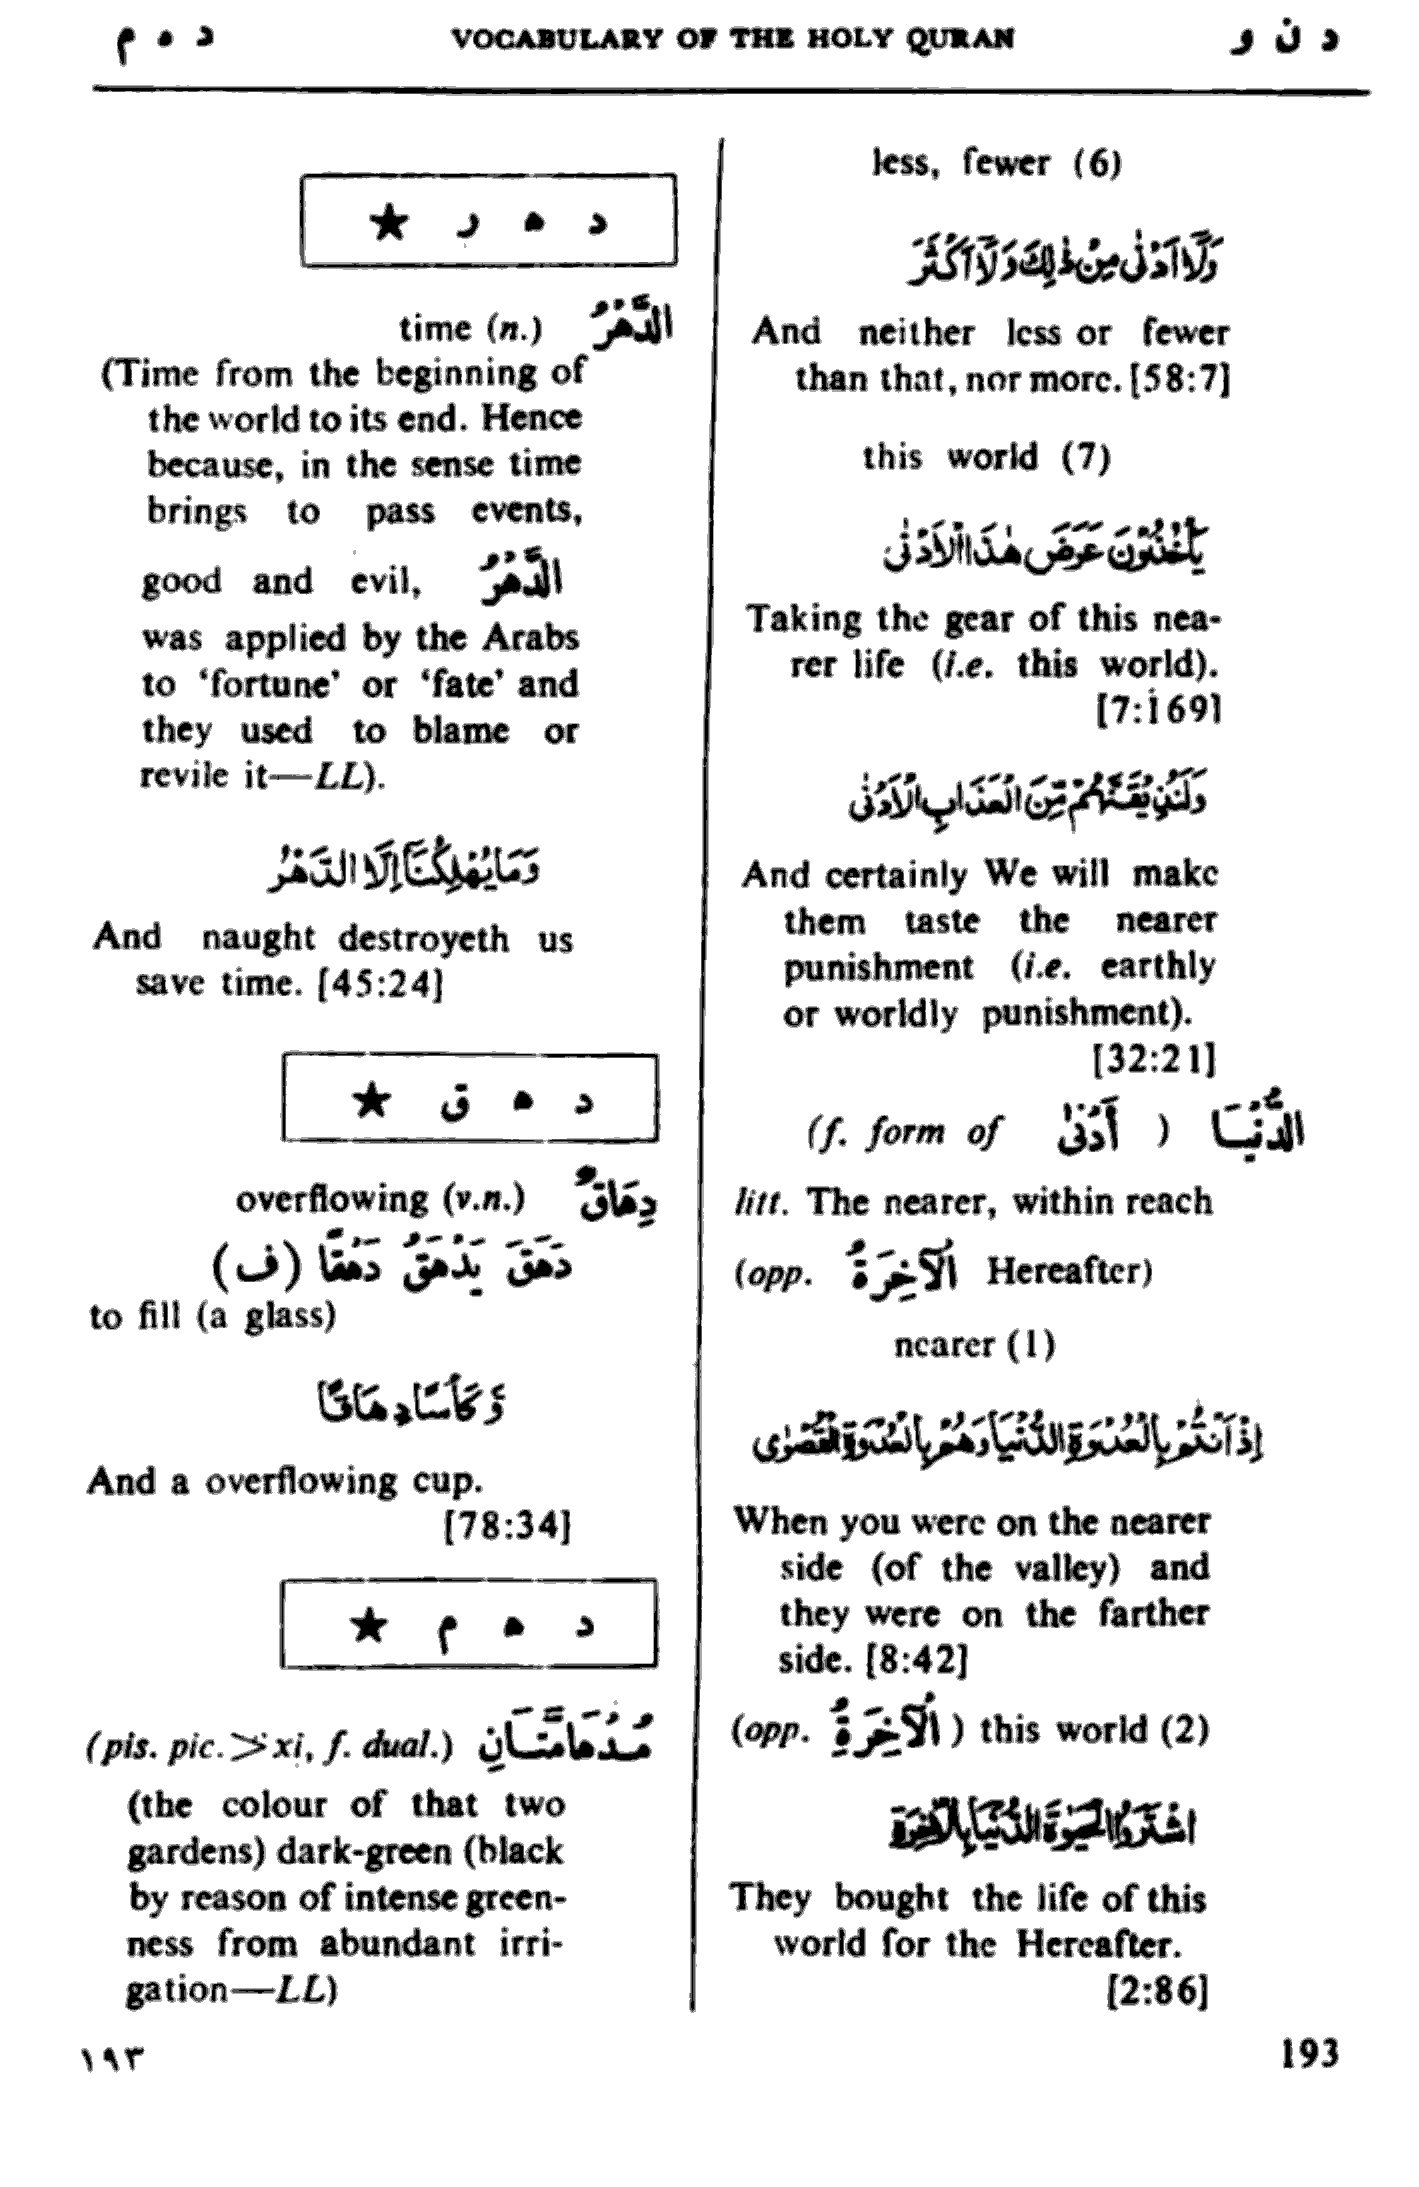 د ه م VOCABULARY OF THE HOLY QURAN د ن و
less, fewer (6)
وَلَآ اَدْنٰى مِنْ ذٰلِكَ وَلَآ اَكْثَرَ
And neither less or fewer
than that, nor more. [58:7]
this world (7)
يَاْخُذُوْنَ عَرَضَ هٰذَا الْاَدْنٰى
Taking the gear of this nea-
rer life (i.e. this world).
[7:169]
وَلَنُذِيْقَنَّهُمْ مِّنَ الْعَذَابِ الْاَدْنٰى
And certainly We will make
them taste the nearer
punishment (i.e. earthly
or worldly punishment).
[32:21]
الدُّنْيَا ( أَدْنٰى (f. form of
litt. The nearer, within reach
(opp. اَلْآخِرَةُ Hereafter)
nearer (1)
اِذْ اَنْتُمْ بِالْعُدْوَةِ الدُّنْيَا وَهُمْ بِالْعُدْوَةِ الْقُصْوٰى
When you were on the nearer
side (of the valley) and
they were on the farther
side. [8:42]
(opp. اَلْآخِرَةُ ) this world (2)
اشْتَرَوُا الْحَيٰوةَ الدُّنْيَا بِالْاٰخِرَةِ
They bought the life of this
world for the Hereafter.
[2:86]
د ه ر ★
time (n.) الدَّهْرُ
(Time from the beginning of
the world to its end. Hence
because, in the sense time
brings to pass events,
good and evil, الدَّهْرُ
was applied by the Arabs
to ‘fortune’ or ‘fate’ and
they used to blame or
revile it—LL).
وَمَا يُهْلِكُنَآ اِلَّا الدَّهْرُ
And naught destroyeth us
save time. [45:24]
د ه ق ★
overflowing (v.n.) دِهَاقٌ
دَهَقَ يَدْهَقُ دَهْقًا (ف)
to fill (a glass)
وَّكَاْسًا دِهَاقًا
And a overflowing cup.
[78:34]
د ه م ★
(pis. pic. > xi, f. dual.) مُدْهَامَّتَانِ
(the colour of that two
gardens) dark-green (black
by reason of intense green-
ness from abundant irri-
gation—LL)
١٩٣ 193